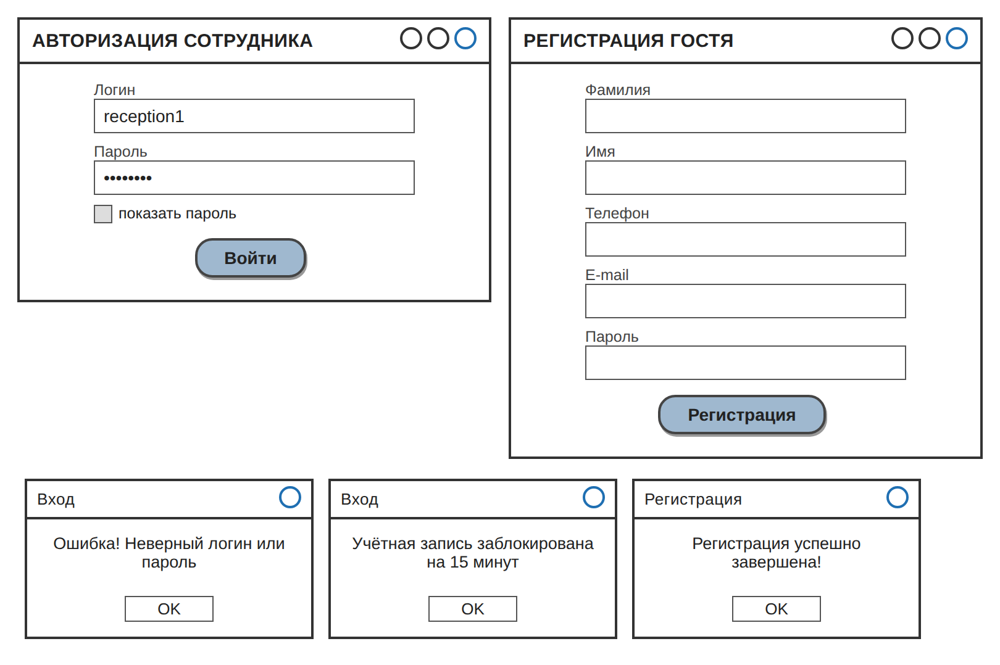 АВТОРИЗАЦИЯ СОТРУДНИКА
Логин
reception1
Пароль
••••••••
показать пароль
Войти
РЕГИСТРАЦИЯ ГОСТЯ
Фамилия
Имя
Телефон
E-mail
Пароль
Регистрация
Вход
Ошибка! Неверный логин или
пароль
OK
Вход
Учётная запись заблокирована
на 15 минут
OK
Регистрация
Регистрация успешно
завершена!
OK